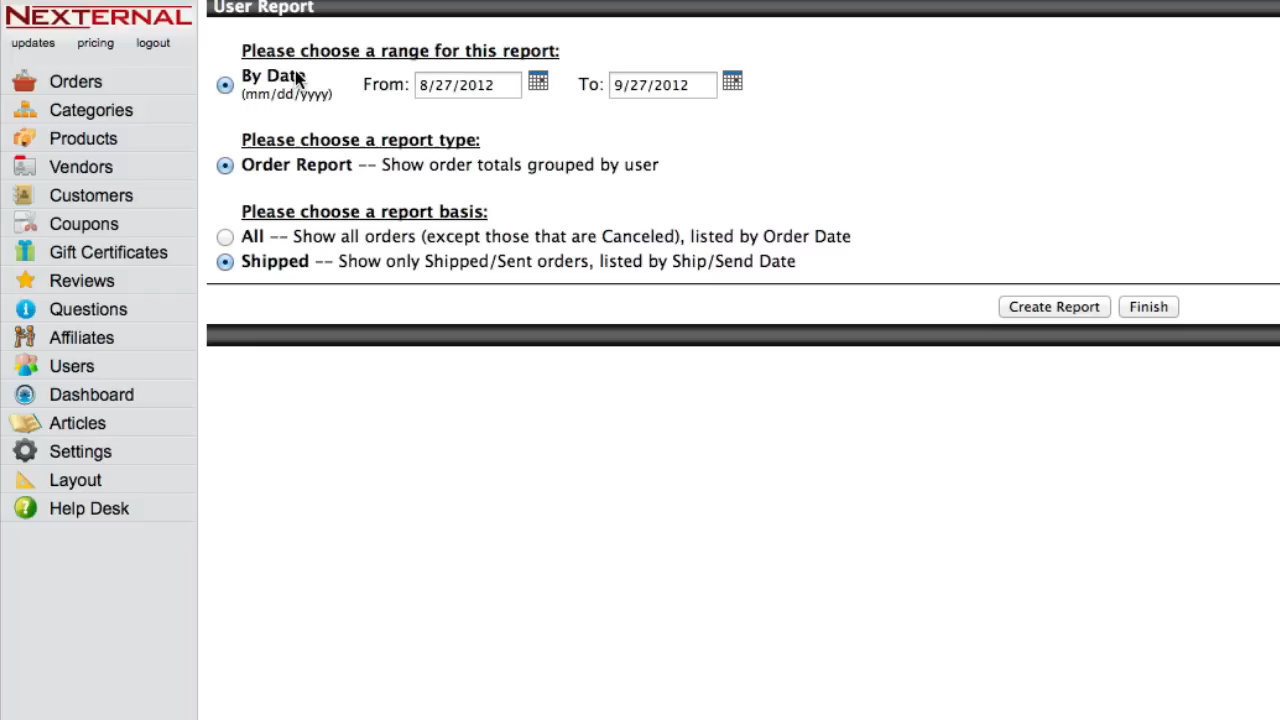 NEXTERNAL
updates pricing logout
Orders
Categories
Products
Vendors
Customers
Coupons
Gift Certificates
Reviews
Questions
Affiliates
Users
Dashboard
Articles
Settings
Layout
Help Desk
User Report
Please choose a range for this report:
By Date From: 8/27/2012 To: 9/27/2012
(mm/dd/yyyy)
Please choose a report type:
Order Report -- Show order totals grouped by user
Please choose a report basis:
All -- Show all orders (except those that are Canceled), listed by Order Date
Shipped -- Show only Shipped/Sent orders, listed by Ship/Send Date
Create Report Finish